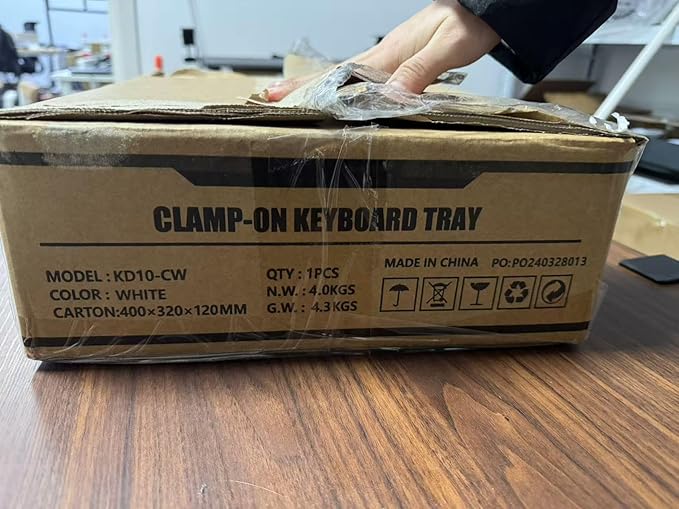 CLAMP-ON KEYBOARD TRAY
MODEL : KD10-CW
COLOR : WHITE
CARTON:400×320×120MM
QTY : 1PCS
N.W. : 4.0KGS
G.W. : 4.3KGS
MADE IN CHINA
PO:PO240328013